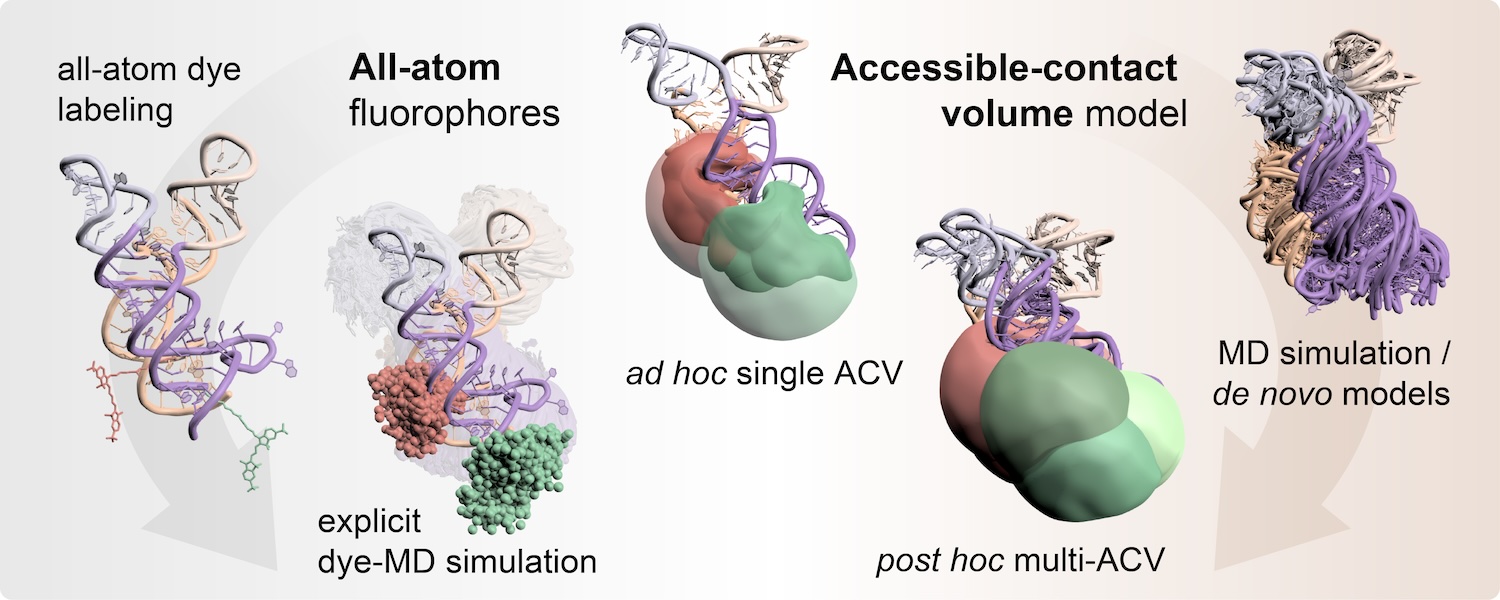 all-atom dye
labeling
All-atom
fluorophores
explicit
dye-MD simulation
ad hoc single ACV
Accessible-contact
volume model
post hoc multi-ACV
MD simulation /
de novo models